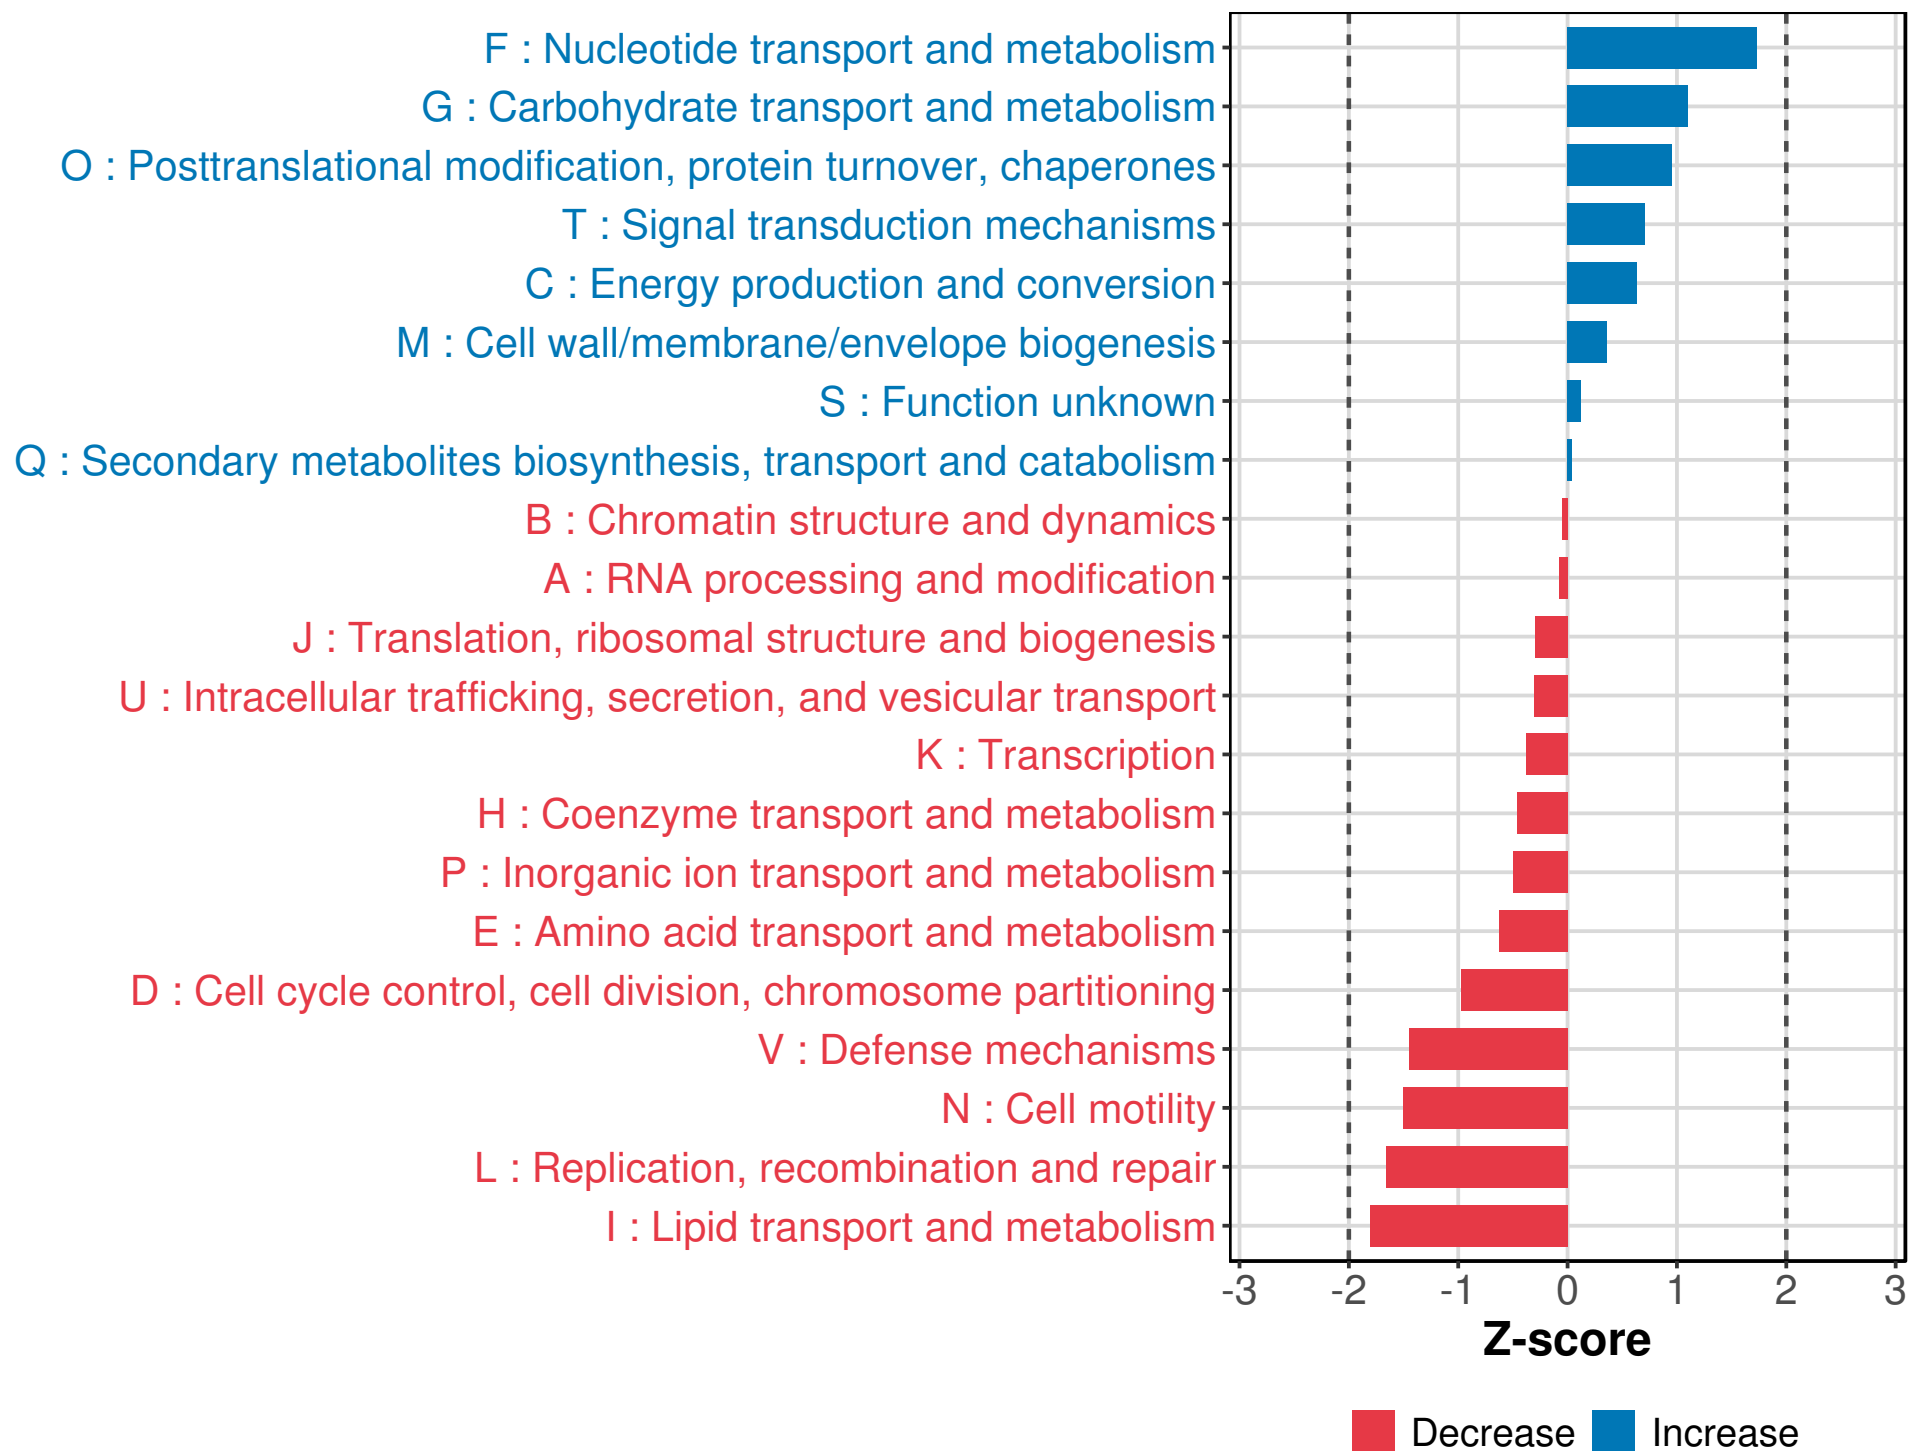 F : Nucleotide transport and metabolism
G : Carbohydrate transport and metabolism
O : Posttranslational modification, protein turnover, chaperones
T : Signal transduction mechanisms
C : Energy production and conversion
M : Cell wall/membrane/envelope biogenesis
S : Function unknown
Q : Secondary metabolites biosynthesis, transport and catabolism
B : Chromatin structure and dynamics
A : RNA processing and modification
J : Translation, ribosomal structure and biogenesis
U : Intracellular trafficking, secretion, and vesicular transport
K : Transcription
H : Coenzyme transport and metabolism
P : Inorganic ion transport and metabolism
E : Amino acid transport and metabolism
D : Cell cycle control, cell division, chromosome partitioning
V : Defense mechanisms
N : Cell motility
L : Replication, recombination and repair
I : Lipid transport and metabolism
-3 -2 -1 0 1 2 3
Z-score
Decrease Increase